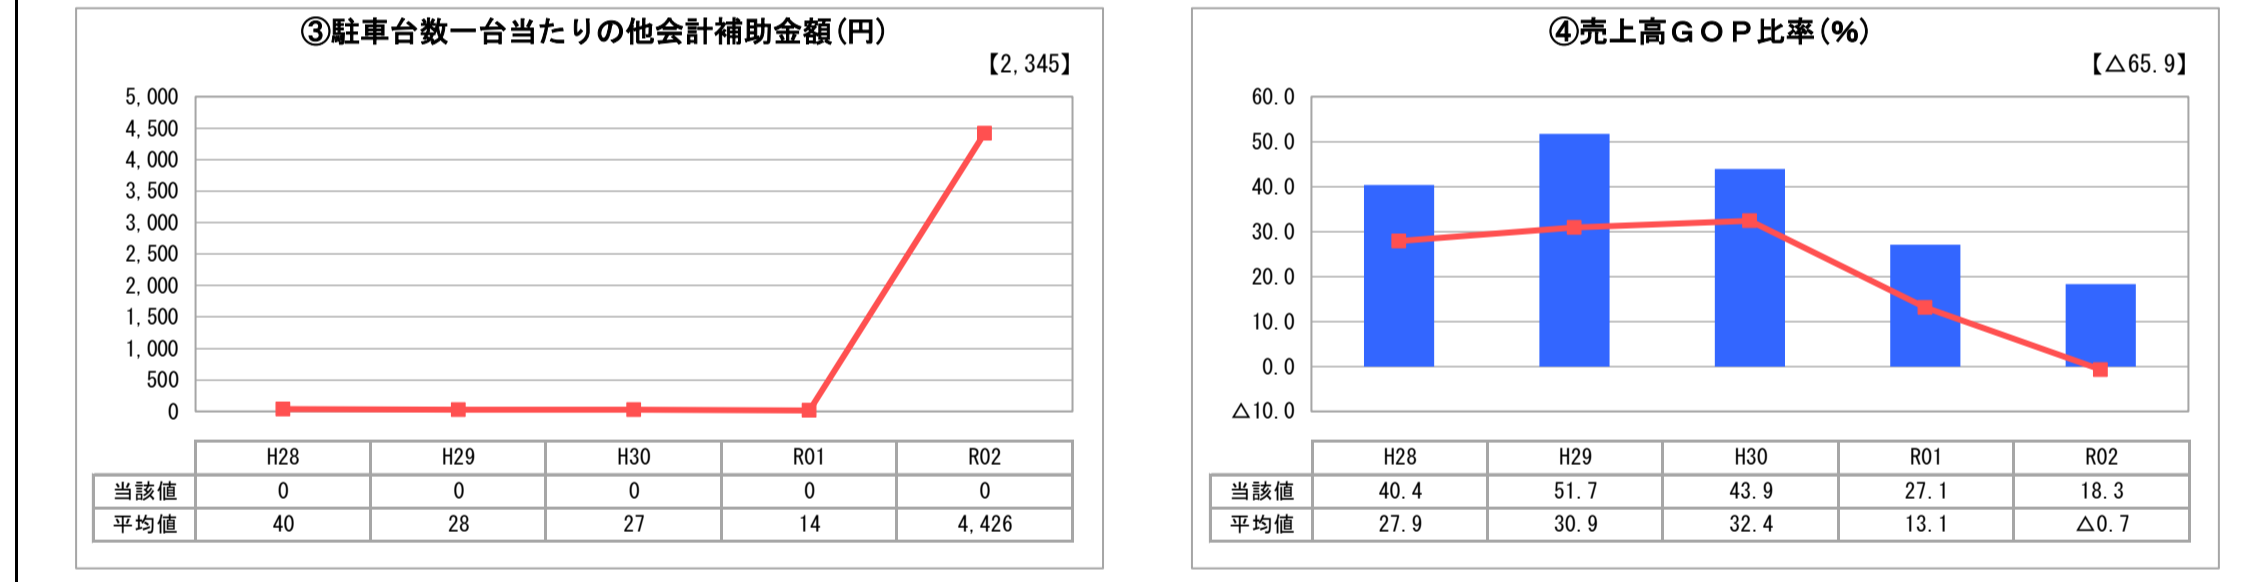 ③駐車台数一台当たりの他会計補助金額(円)
【2,345】
5,000
4,500
4,000
3,500
3,000
2,500
2,000
1,500
1,000
500
0
H28 H29 H30 R01 R02
当該値 0 0 0 0 0
平均値 40 28 27 14 4,426
④売上高ＧＯＰ比率(％)
【△65.9】
60.0
50.0
40.0
30.0
20.0
10.0
0.0
△10.0
H28 H29 H30 R01 R02
当該値 40.4 51.7 43.9 27.1 18.3
平均値 27.9 30.9 32.4 13.1 △0.7